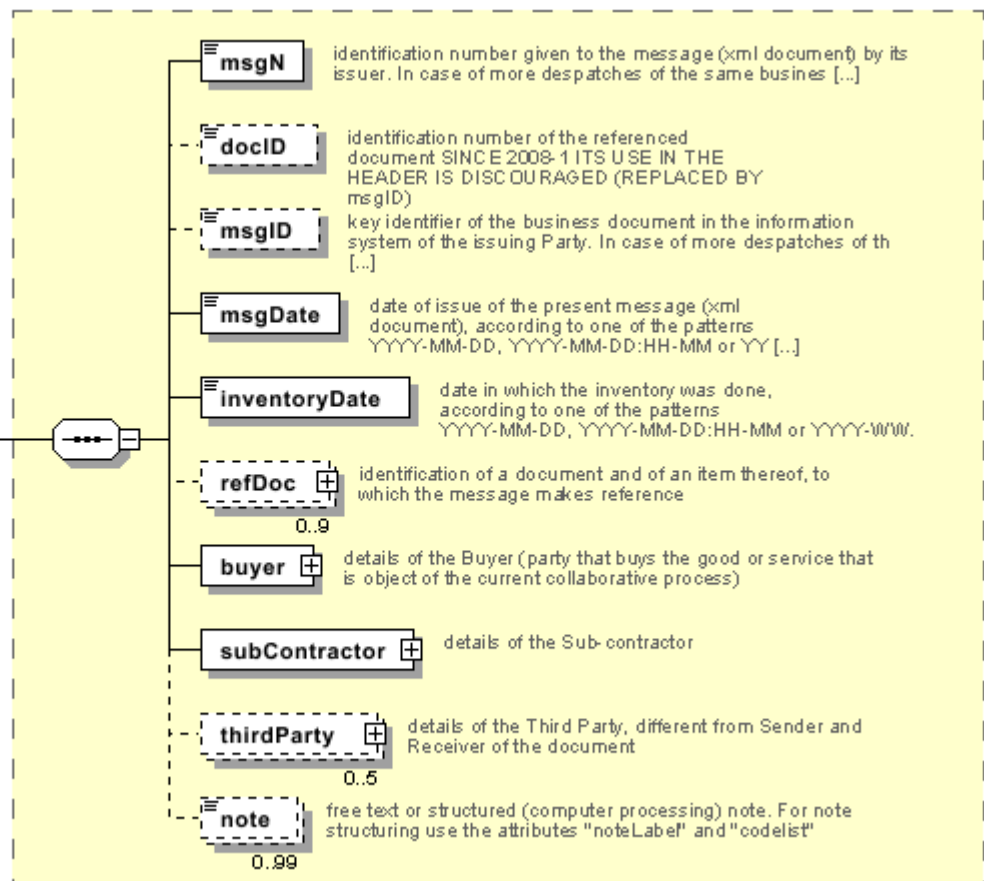 msgN
identification number given to the message (xml document) by its
issuer. In case of more despatches of the same busines [...]
docID
identification number of the referenced
document SINCE 2008-1 ITS USE IN THE
HEADER IS DISCOURAGED (REPLACED BY
msgID)
msgID
key identifier of the business document in the information
system of the issuing Party. In case of more despatches of th
[...]
msgDate
date of issue of the present message (xml
document), according to one of the patterns
YYYY-MM-DD, YYYY-MM-DD:HH-MM or YY [...]
inventoryDate
date in which the inventory was done,
according to one of the patterns
YYYY-MM-DD, YYYY-MM-DD:HH-MM or YYYY-WW.
refDoc
identification of a document and of an item thereof, to
which the message makes reference
0..9
buyer
details of the Buyer (party that buys the good or service that
is object of the current collaborative process)
subContractor
details of the Sub-contractor
thirdParty
details of the Third Party, different from Sender and
Receiver of the document
0..5
note
free text or structured (computer processing) note. For note
structuring use the attributes "noteLabel" and "codelist"
0..99